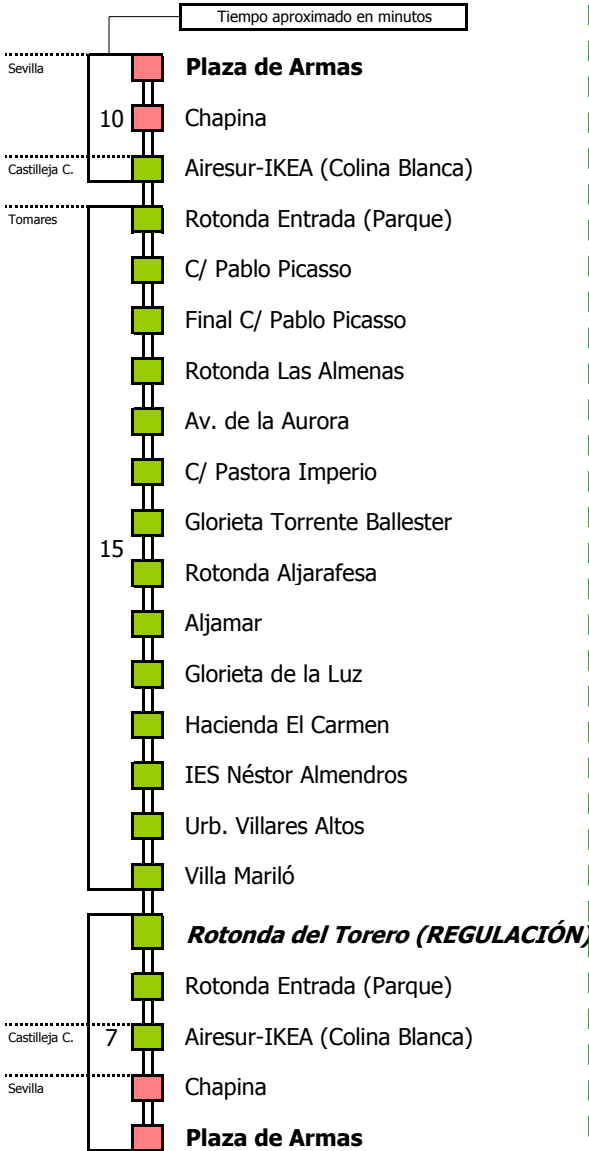 Tiempo aproximado en minutos
Sevilla
Plaza de Armas
10
Chapina
Castilleja C.
Airesur-IKEA (Colina Blanca)
Tomares
Rotonda Entrada (Parque)
C/ Pablo Picasso
Final C/ Pablo Picasso
Rotonda Las Almenas
Av. de la Aurora
C/ Pastora Imperio
Glorieta Torrente Ballester
15
Rotonda Aljarafesa
Aljamar
Glorieta de la Luz
Hacienda El Carmen
IES Néstor Almendros
Urb. Villares Altos
Villa Mariló
Rotonda del Torero (REGULACIÓN)
Rotonda Entrada (Parque)
Castilleja C.
7
Airesur-IKEA (Colina Blanca)
Sevilla
Chapina
Plaza de Armas